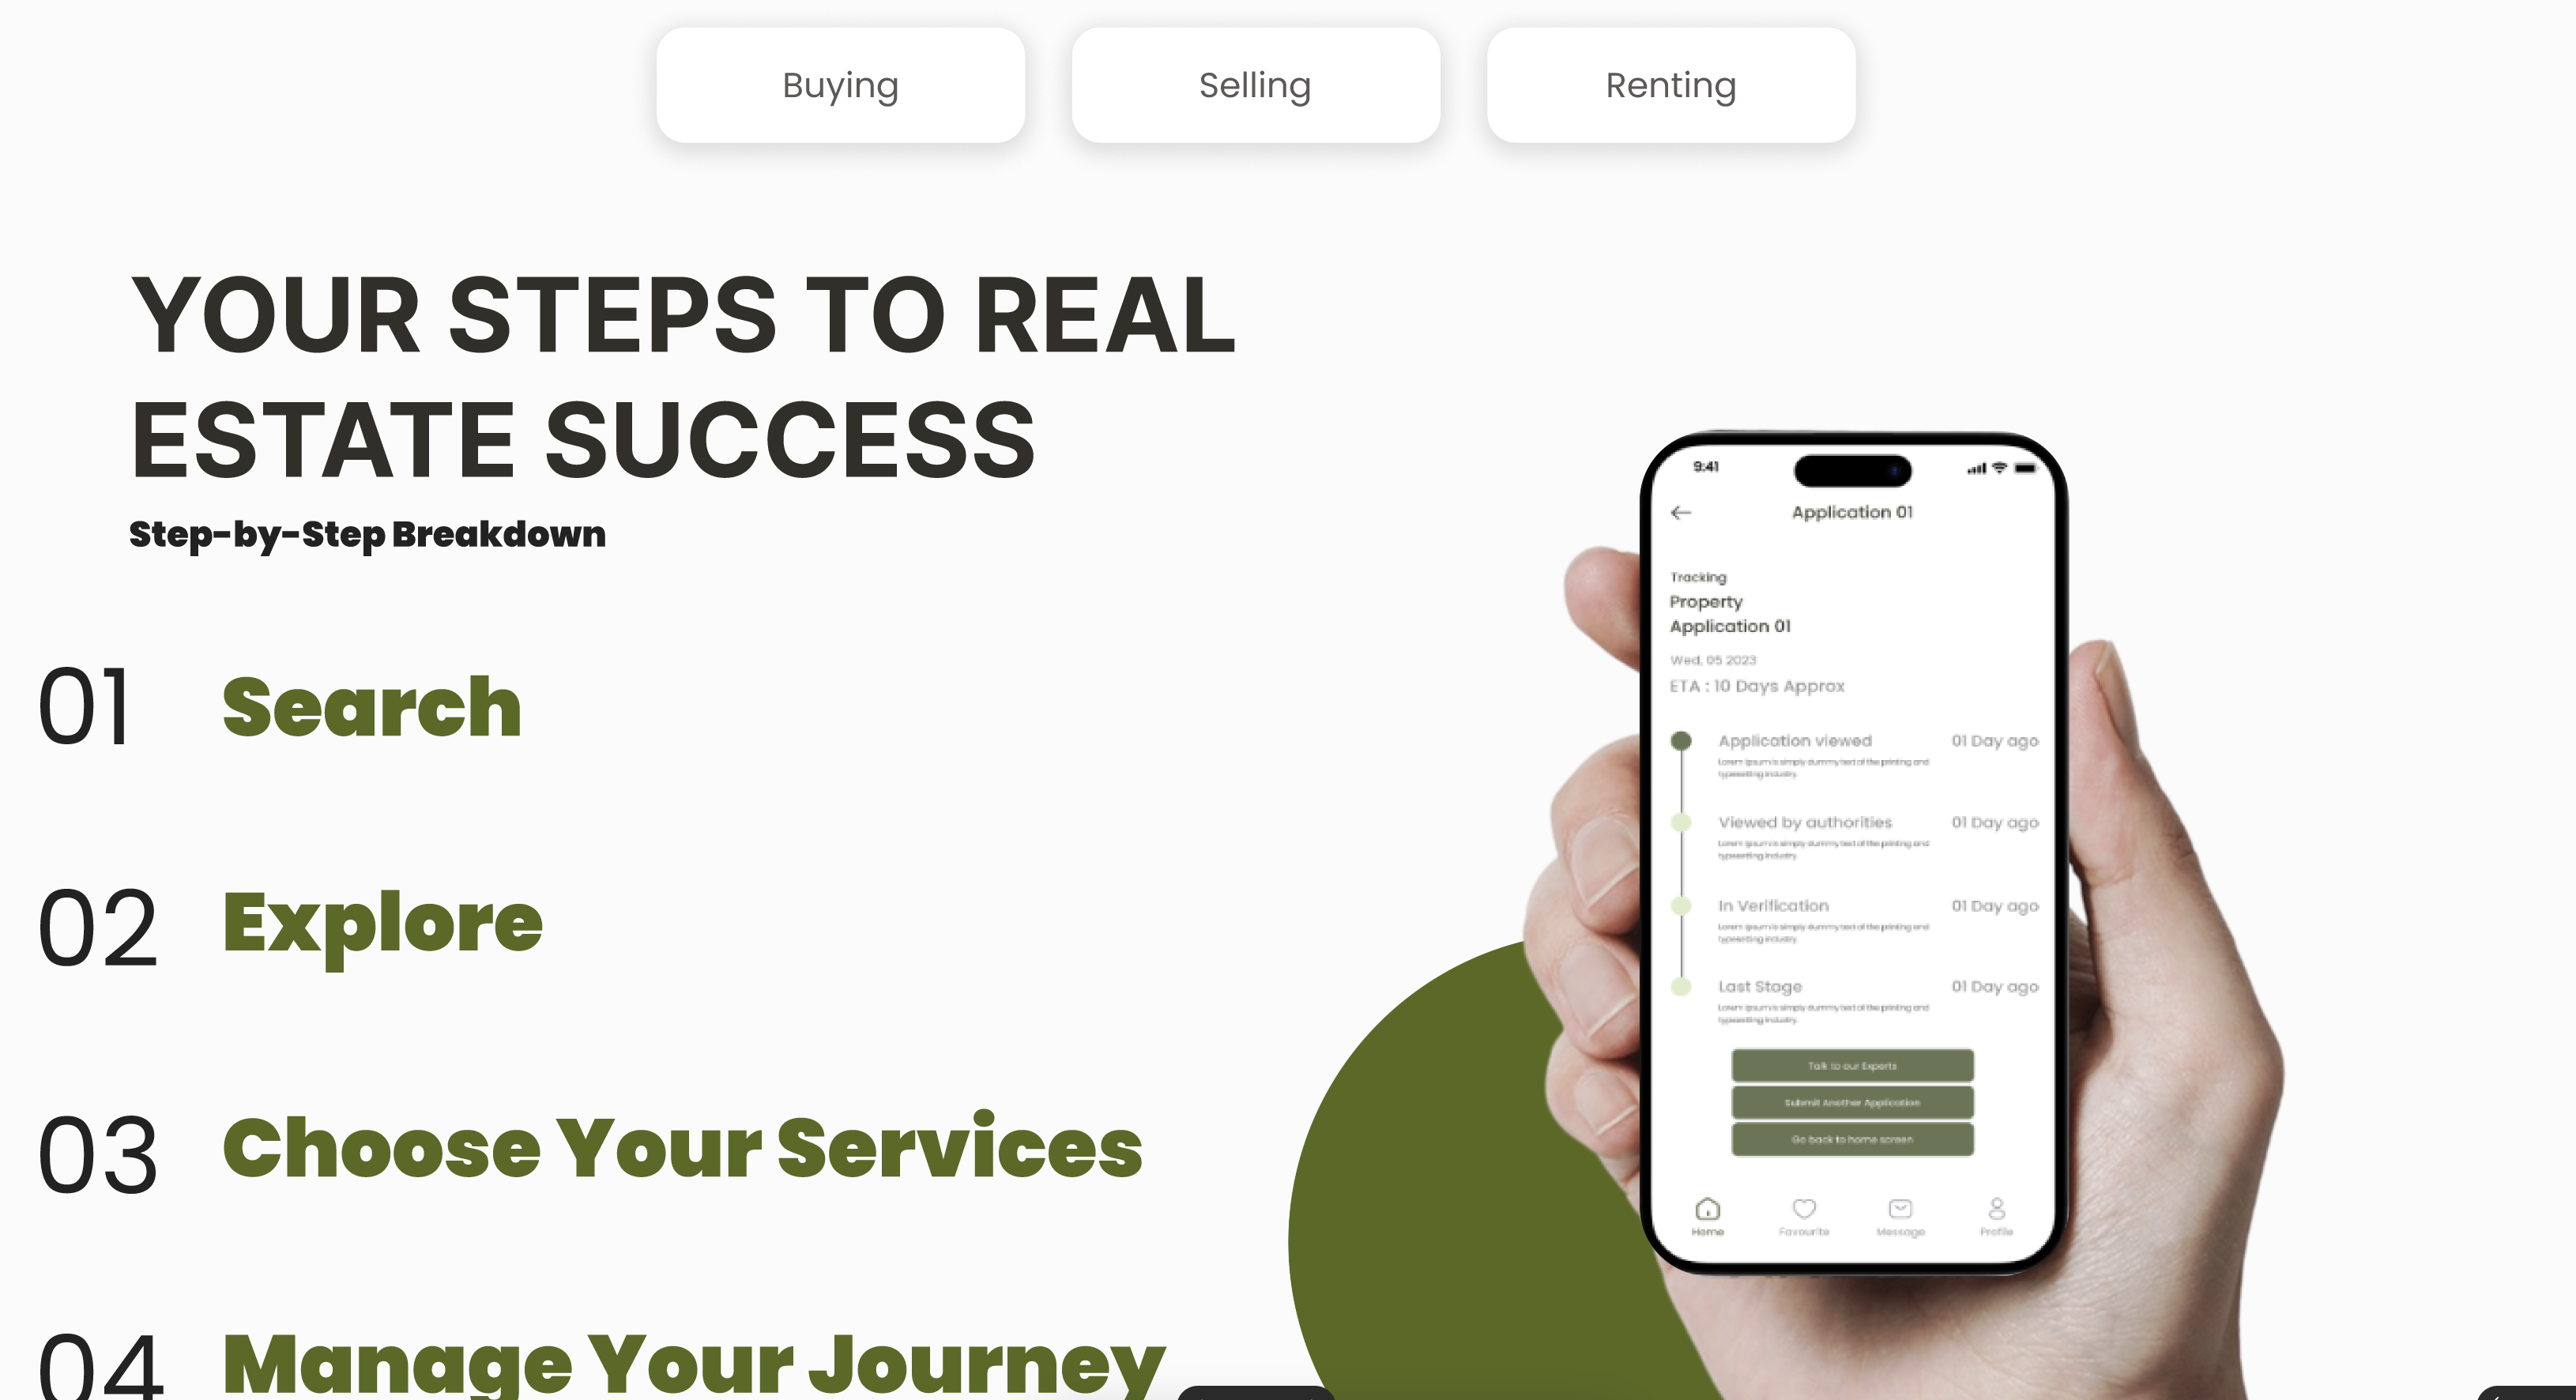 Buying
Selling
Renting
YOUR STEPS TO REAL
ESTATE SUCCESS
Step-by-Step Breakdown
01
Search
02
Explore
03
Choose Your Services
04
Manage Your Journey
9:41
Application 01
Tracking
Property
Application 01
Wed, 05 2023
ETA : 10 Days Approx
Application viewed
01 Day ago
Lorem Ipsum is simply dummy text of the printing and
typesetting industry.
Viewed by authorities
01 Day ago
Lorem Ipsum is simply dummy text of the printing and
typesetting industry.
In Verification
01 Day ago
Lorem Ipsum is simply dummy text of the printing and
typesetting industry.
Last Stage
01 Day ago
Lorem Ipsum is simply dummy text of the printing and
typesetting industry.
Talk to our Experts
Submit Another Application
Go back to home screen
Home
Favourite
Message
Profile